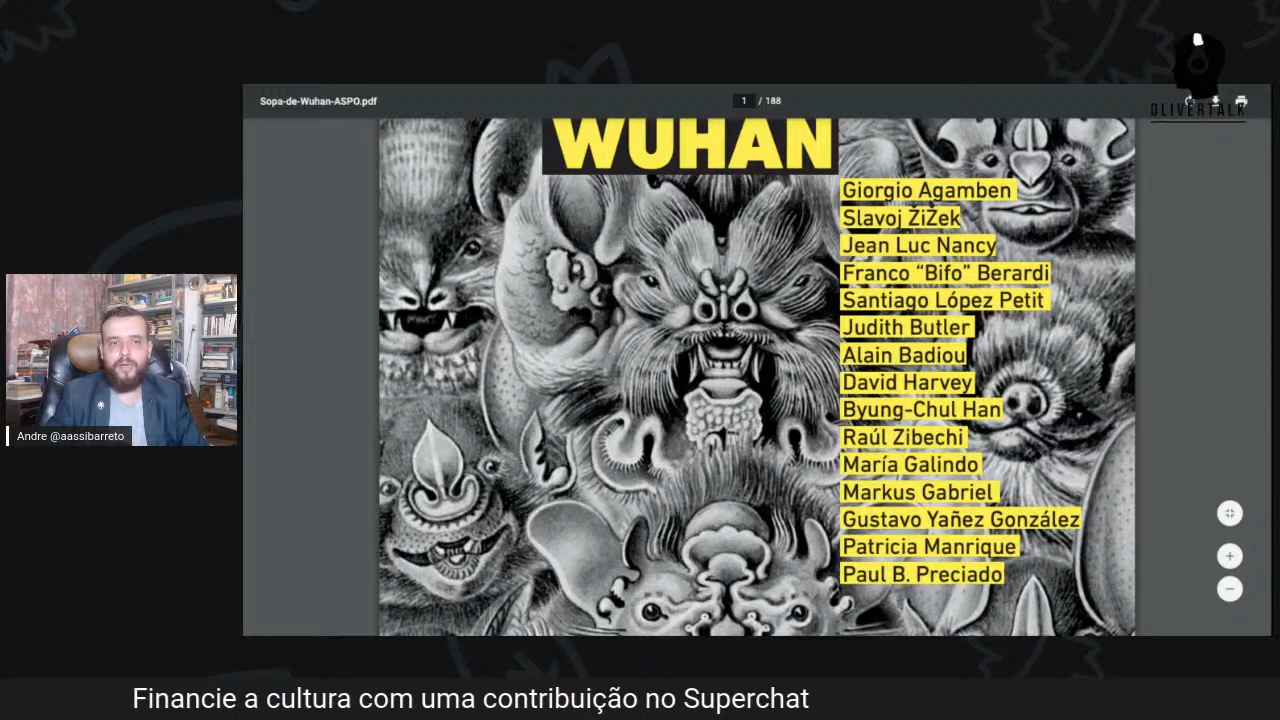 Sopa-de-Wuhan-ASPO.pdf
1 / 188
OLIVERTALK
WUHAN
Giorgio Agamben
Slavoj ZiZek
Jean Luc Nancy
Franco “Bifo” Berardi
Santiago López Petit
Judith Butler
Alain Badiou
David Harvey
Byung-Chul Han
Raúl Zibechi
María Galindo
Markus Gabriel
Gustavo Yañez González
Patricia Manrique
Paul B. Preciado
Andre @aassibarreto
Financie a cultura com uma contribuição no Superchat